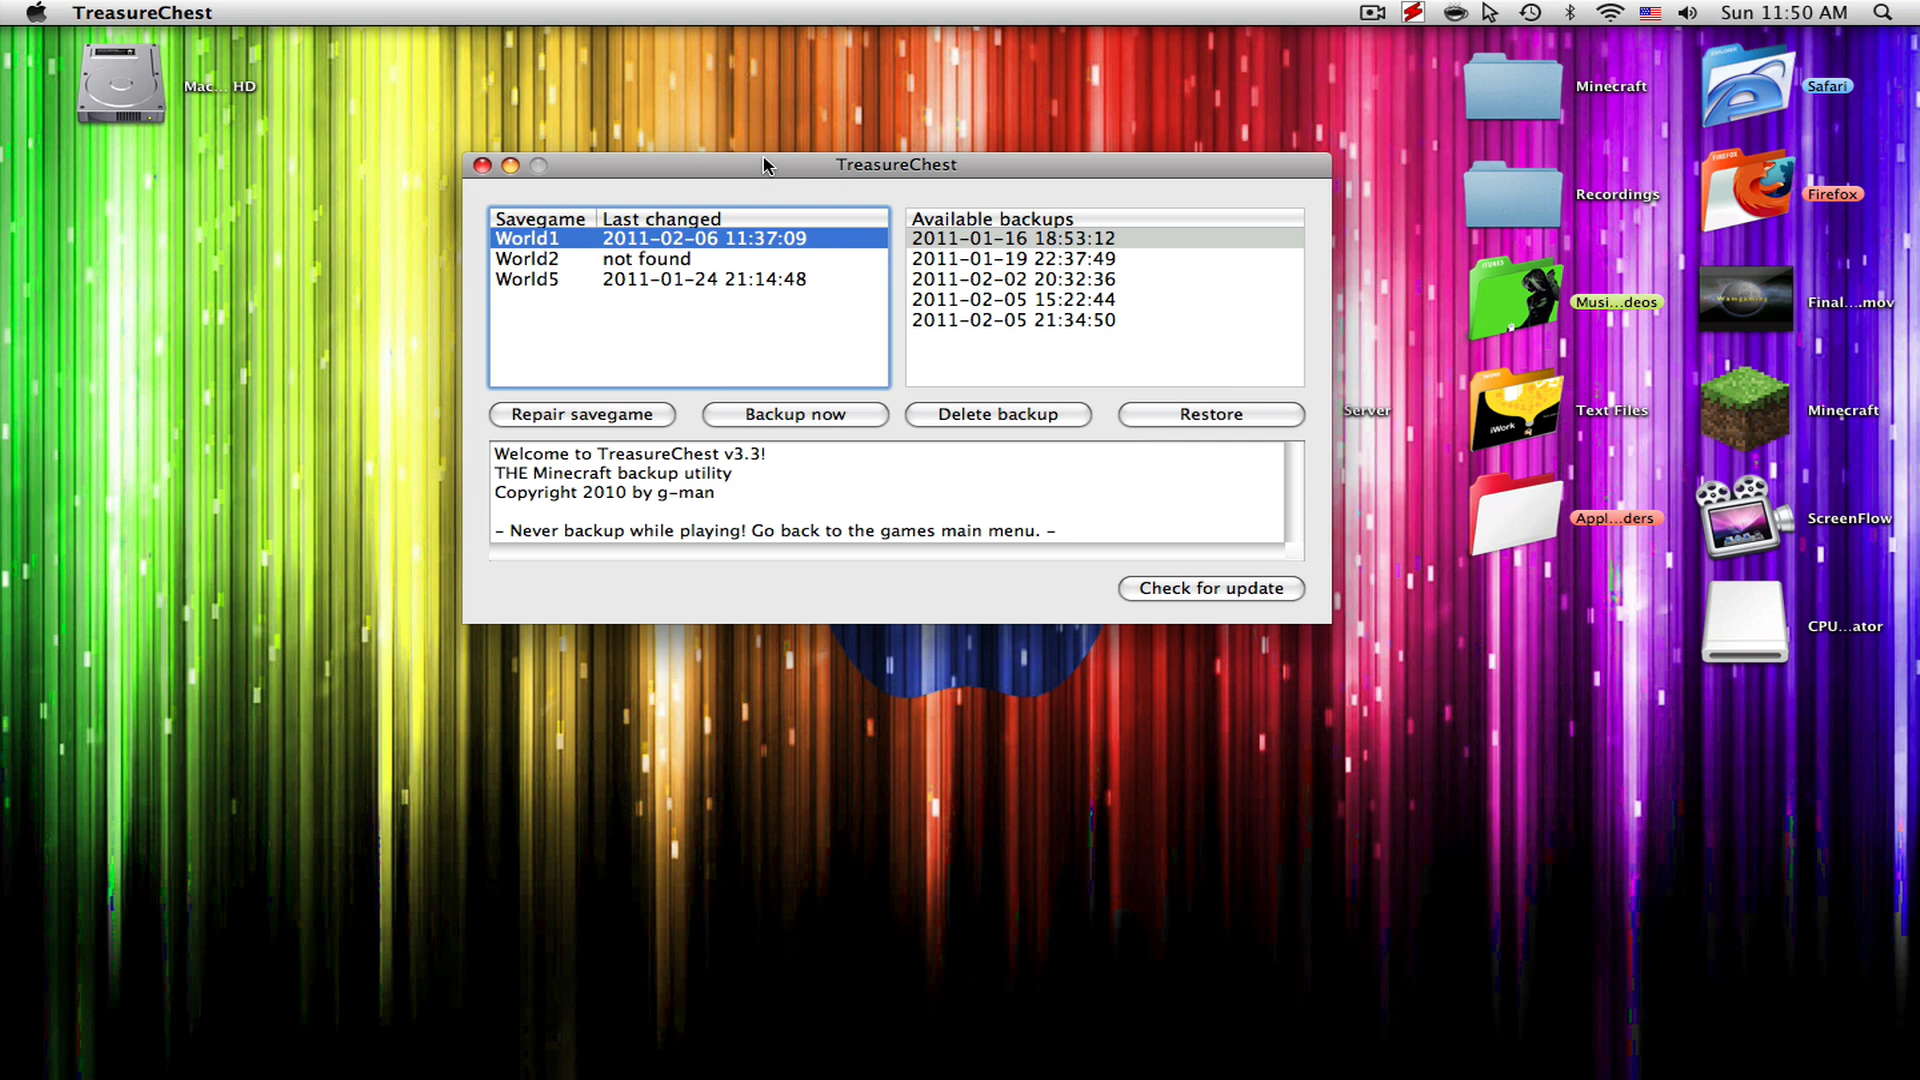 TreasureChest
Sun 11:50 AM
Mac... HD
Minecraft
Safari
Recordings
Firefox
Musi...deos
Final....mov
Server
Text Files
Minecraft
Appl...ders
ScreenFlow
CPU...ator
TreasureChest
Savegame Last changed
World1 2011-02-06 11:37:09
World2 not found
World5 2011-01-24 21:14:48
Available backups
2011-01-16 18:53:12
2011-01-19 22:37:49
2011-02-02 20:32:36
2011-02-05 15:22:44
2011-02-05 21:34:50
Repair savegame
Backup now
Delete backup
Restore
Welcome to TreasureChest v3.3!
THE Minecraft backup utility
Copyright 2010 by g-man
- Never backup while playing! Go back to the games main menu. -
Check for update
EXPLORER
FIREFOX
ITUNES
iWork